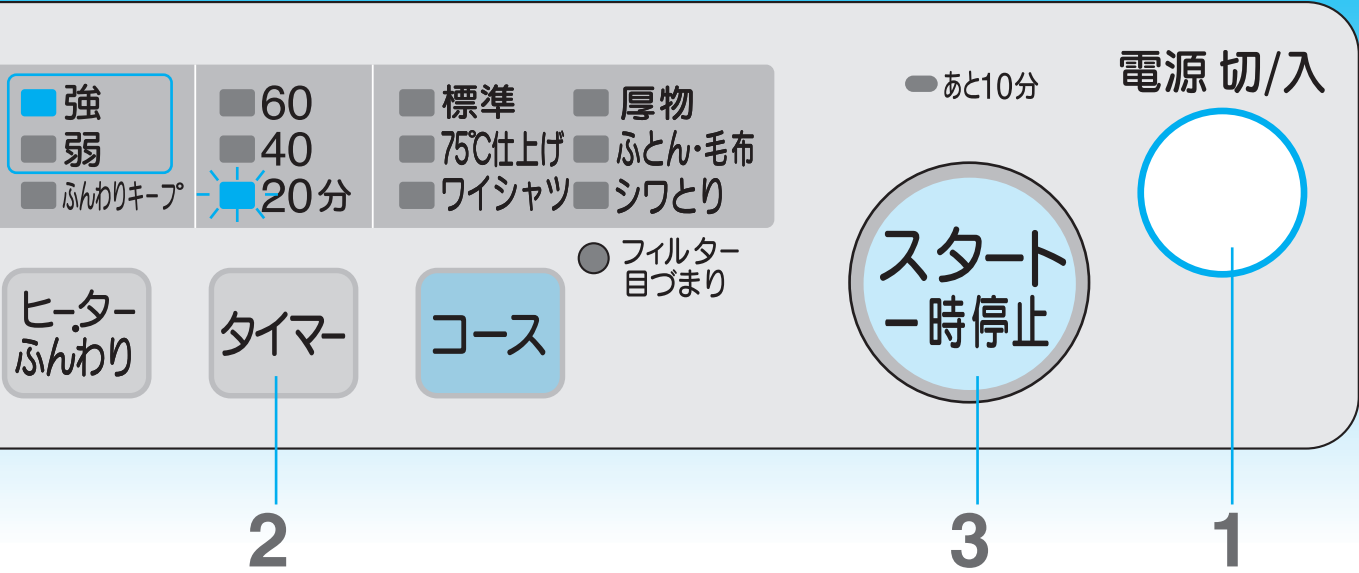 強
弱
ふんわりキープ
60
40
20分
標準
75℃仕上げ
ワイシャツ
厚物
ふとん・毛布
シワとり
フィルター
目づまり
あと10分
電源 切/入
ヒーター
・
ふんわり
タイマー
コース
スタート
一時停止
2
3
1